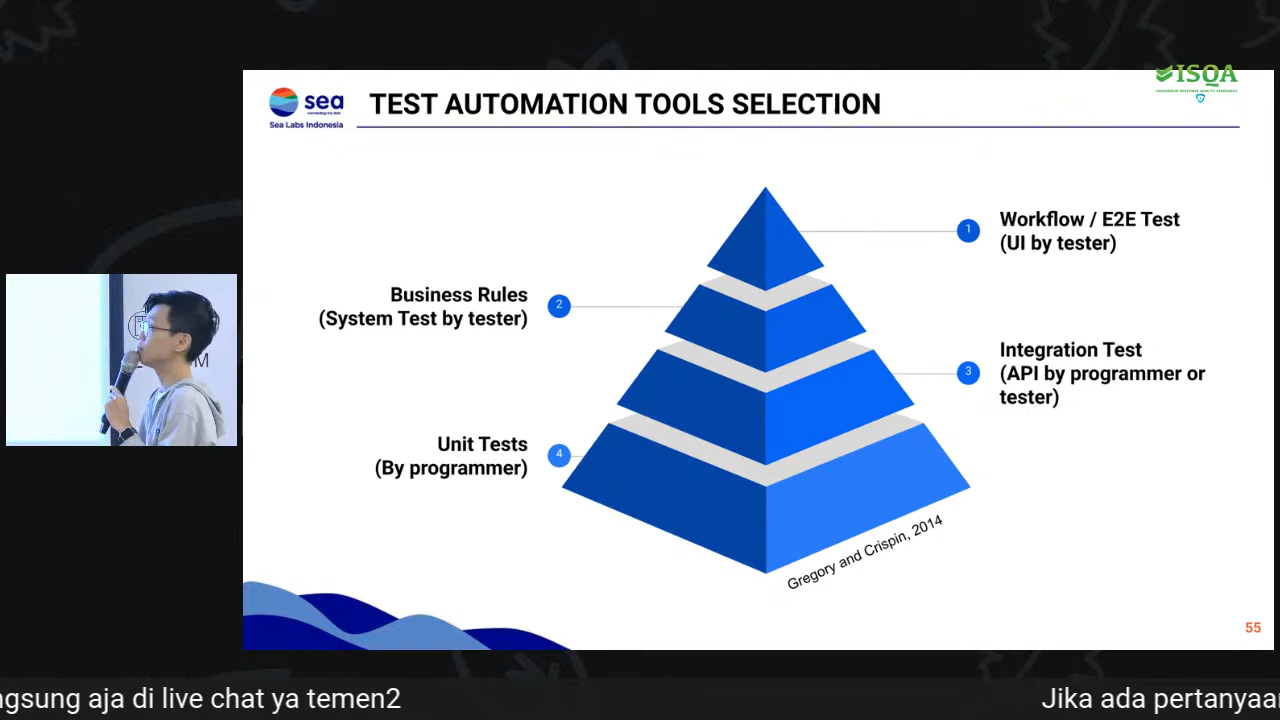 ISQA
sea
Sea Labs Indonesia
TEST AUTOMATION TOOLS SELECTION
1
Workflow / E2E Test
(UI by tester)
Business Rules
(System Test by tester)
2
3
Integration Test
(API by programmer or
tester)
Unit Tests
(By programmer)
4
Gregory and Crispin, 2014
M
55
ngsung aja di live chat ya temen2
Jika ada pertanyaan